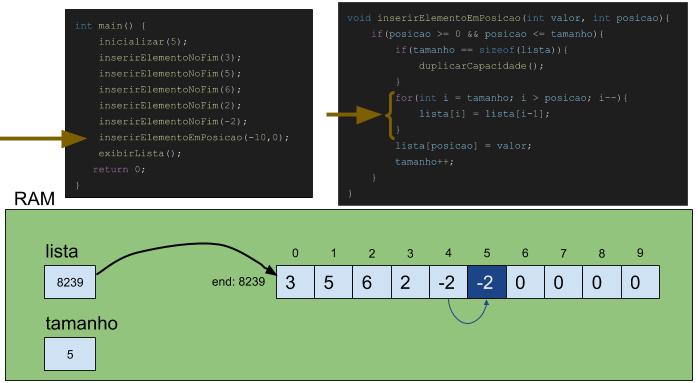 int main() {
inicializar(5);
inserirElementoNoFim(3);
inserirElementoNoFim(5);
inserirElementoNoFim(6);
inserirElementoNoFim(2);
inserirElementoNoFim(-2);
inserirElementoEmPosicao(-10,0);
exibirLista();
return 0;
}
void inserirElementoEmPosicao(int valor, int posicao){
if(posicao >= 0 && posicao <= tamanho){
if(tamanho == sizeof(lista)){
duplicarCapacidade();
}
for(int i = tamanho; i > posicao; i--){
lista[i] = lista[i-1];
}
lista[posicao] = valor;
tamanho++;
}
}
RAM
lista
8239
end: 8239
0 1 2 3 4 5 6 7 8 9
3 5 6 2 -2 -2 0 0 0 0
tamanho
5